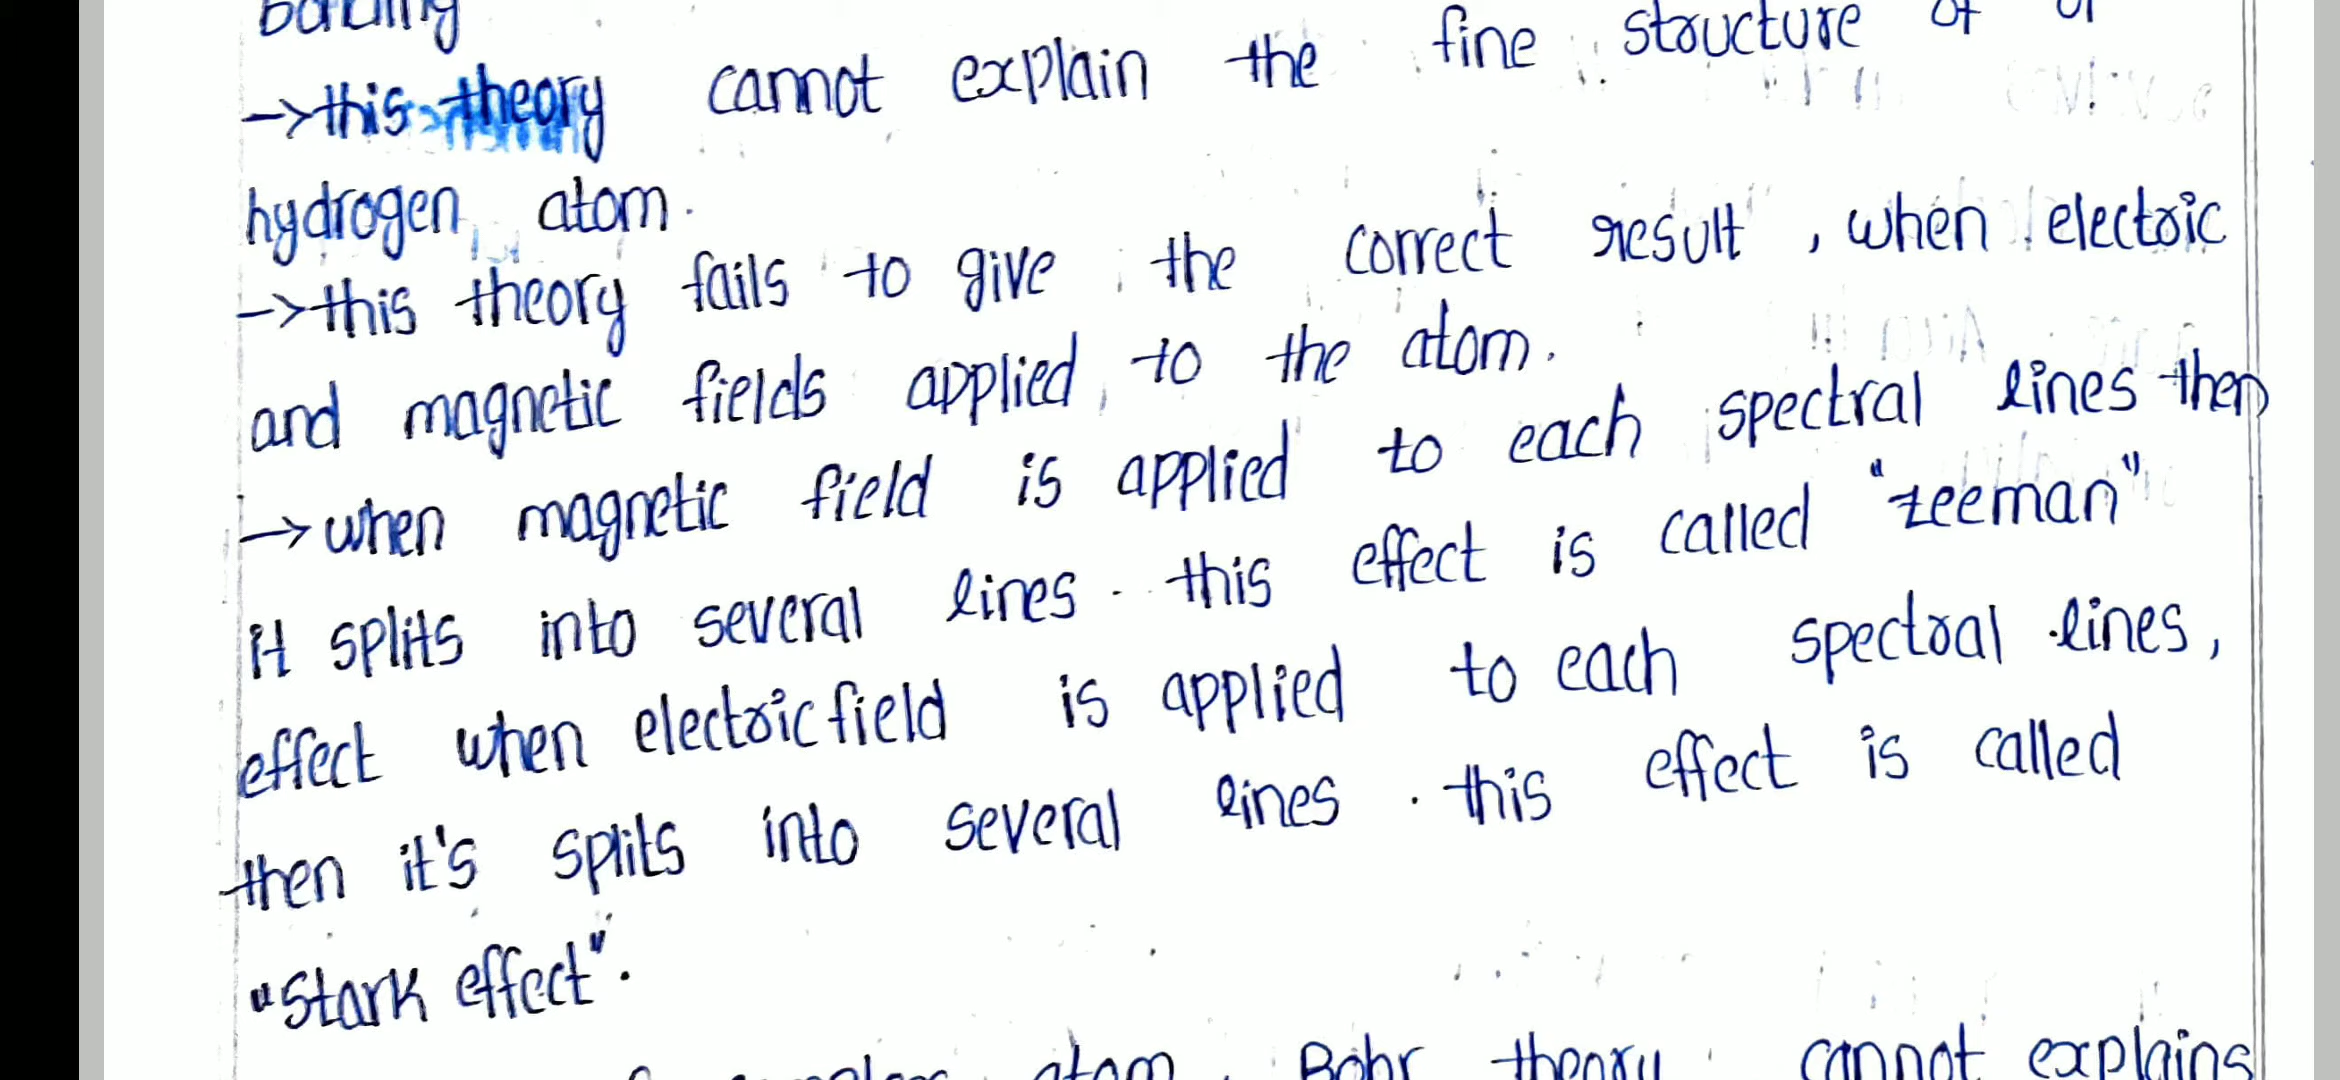 ->this theory cannot explain the fine structure of
hydrogen atom.
->this theory fails to give the correct result, when electric
and magnetic fields applied to the atom.
->when magnetic field is applied to each spectral lines then
it splits into several lines. this effect is called "zeeman"
effect when electric field is applied to each spectral lines,
then it's splits into several lines. this effect is called
"Stark effect".
atom. Bohr theory cannot explains